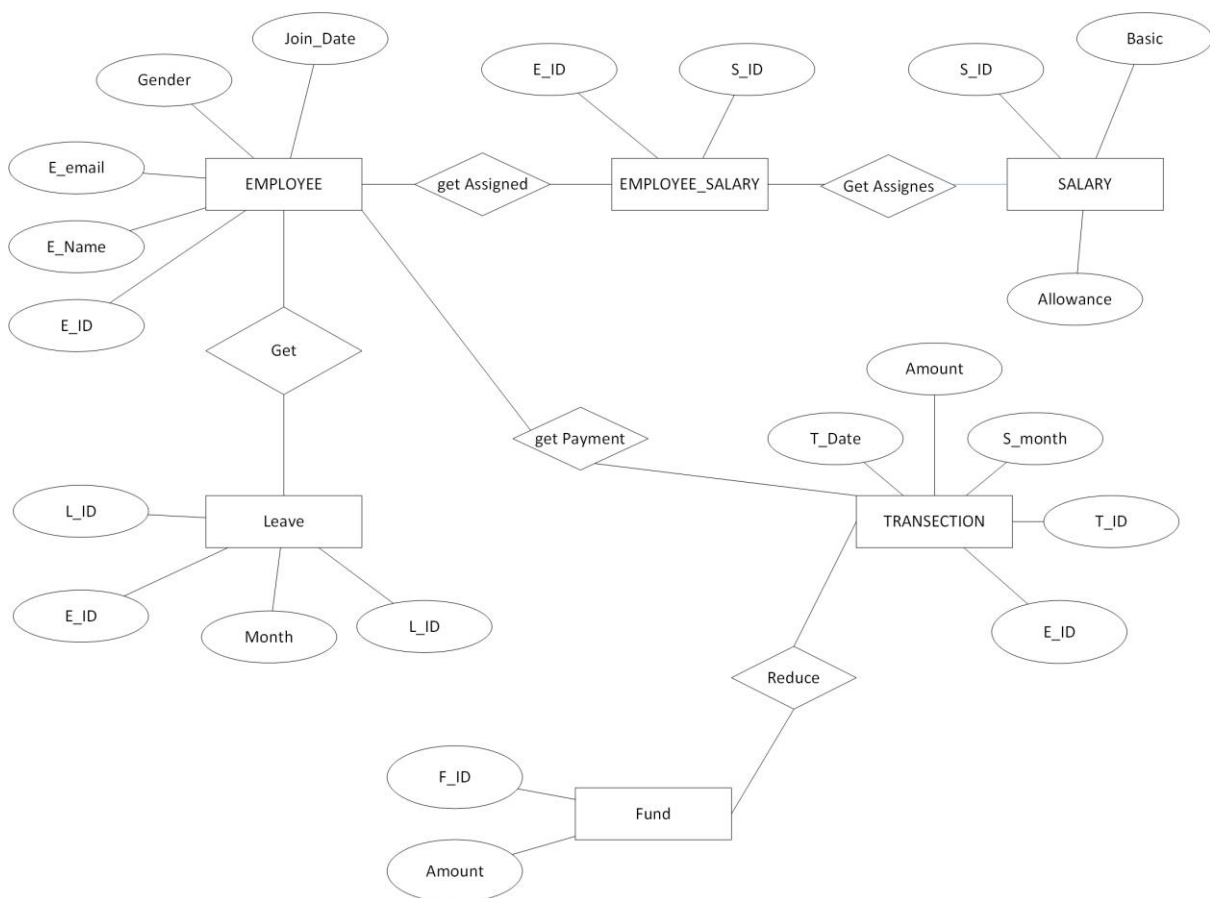 Join_Date
Basic
Gender
E_ID
S_ID
S_ID
E_email
EMPLOYEE
get Assigned
EMPLOYEE_SALARY
Get Assignes
SALARY
E_Name
Allowance
E_ID
Get
Amount
get Payment
T_Date
S_month
L_ID
Leave
TRANSECTION
T_ID
E_ID
Month
L_ID
E_ID
Reduce
F_ID
Fund
Amount